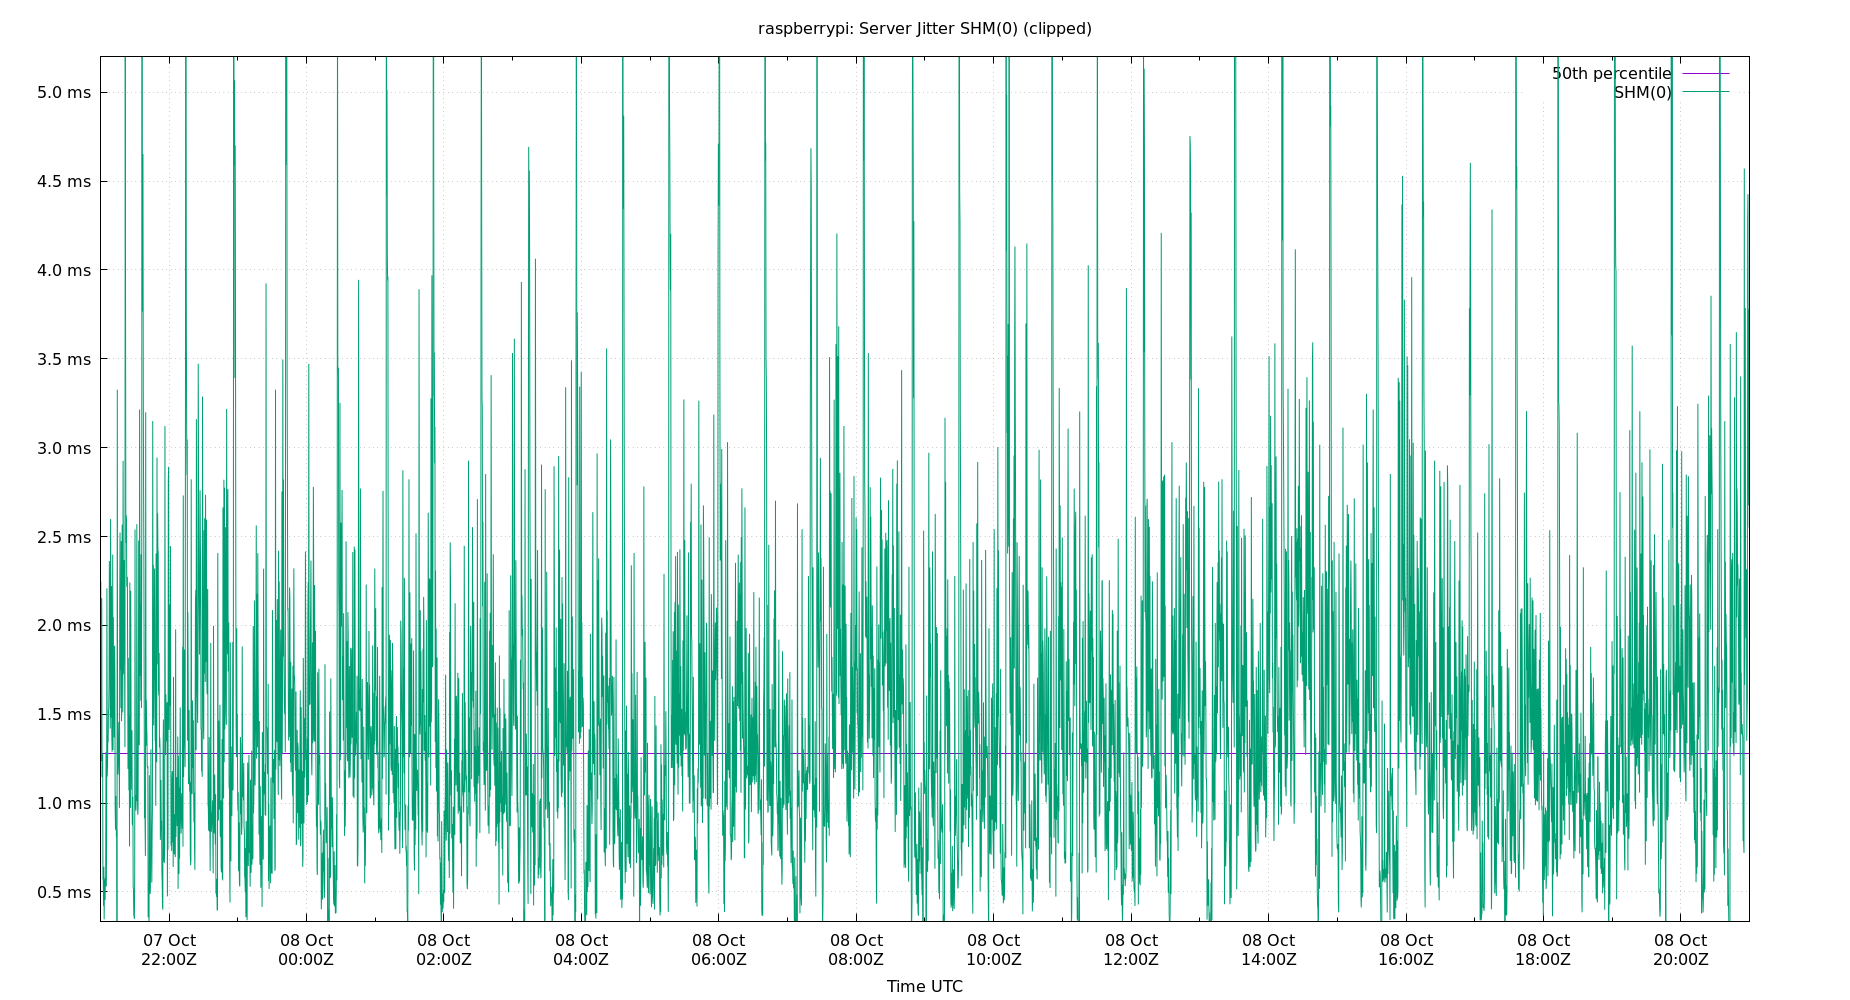 raspberrypi: Server Jitter SHM(0) (clipped)
50th percentile
SHM(0)
5.0 ms
4.5 ms
4.0 ms
3.5 ms
3.0 ms
2.5 ms
2.0 ms
1.5 ms
1.0 ms
0.5 ms
07 Oct 08 Oct 08 Oct 08 Oct 08 Oct 08 Oct 08 Oct 08 Oct 08 Oct 08 Oct 08 Oct 08 Oct
22:00Z 00:00Z 02:00Z 04:00Z 06:00Z 08:00Z 10:00Z 12:00Z 14:00Z 16:00Z 18:00Z 20:00Z
Time UTC